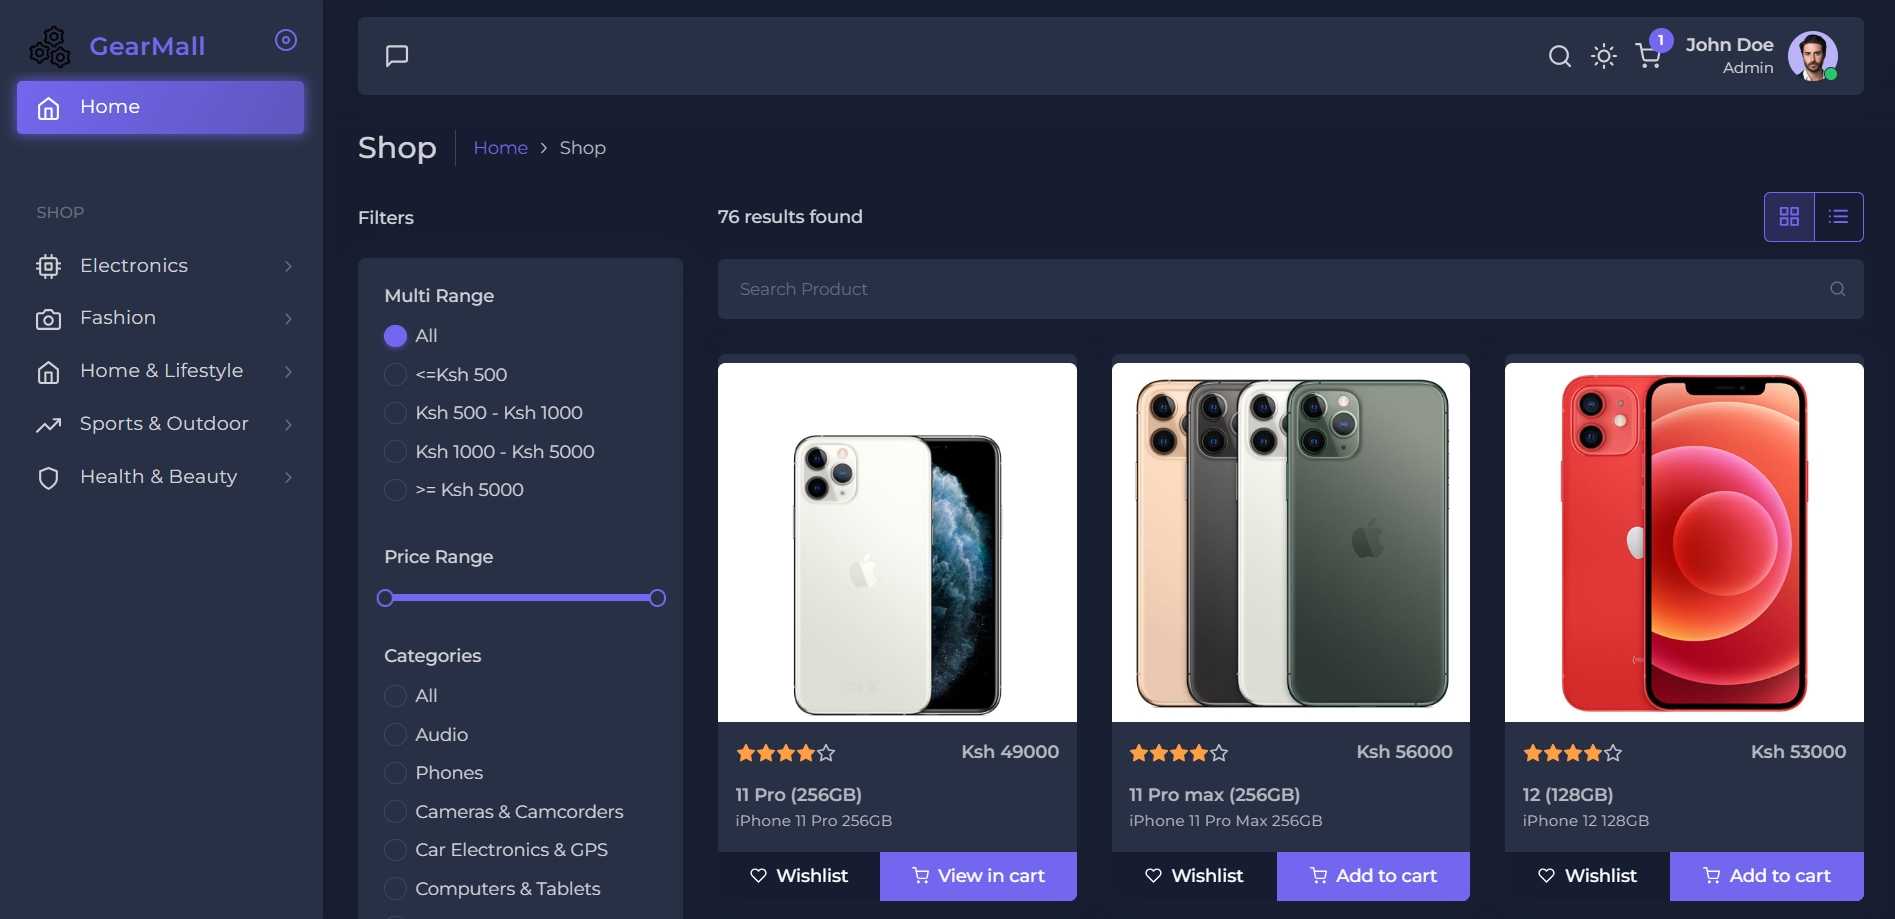 GearMall
Home
SHOP
Electronics
Fashion
Home & Lifestyle
Sports & Outdoor
Health & Beauty
1
John Doe
Admin
Shop
Home
Shop
Filters
76 results found
Search Product
Multi Range
All
<=Ksh 500
Ksh 500 - Ksh 1000
Ksh 1000 - Ksh 5000
>= Ksh 5000
Price Range
Categories
All
Audio
Phones
Cameras & Camcorders
Car Electronics & GPS
Computers & Tablets
Ksh 49000
11 Pro (256GB)
iPhone 11 Pro 256GB
Wishlist
View in cart
Ksh 56000
11 Pro max (256GB)
iPhone 11 Pro Max 256GB
Wishlist
Add to cart
Ksh 53000
12 (128GB)
iPhone 12 128GB
Wishlist
Add to cart